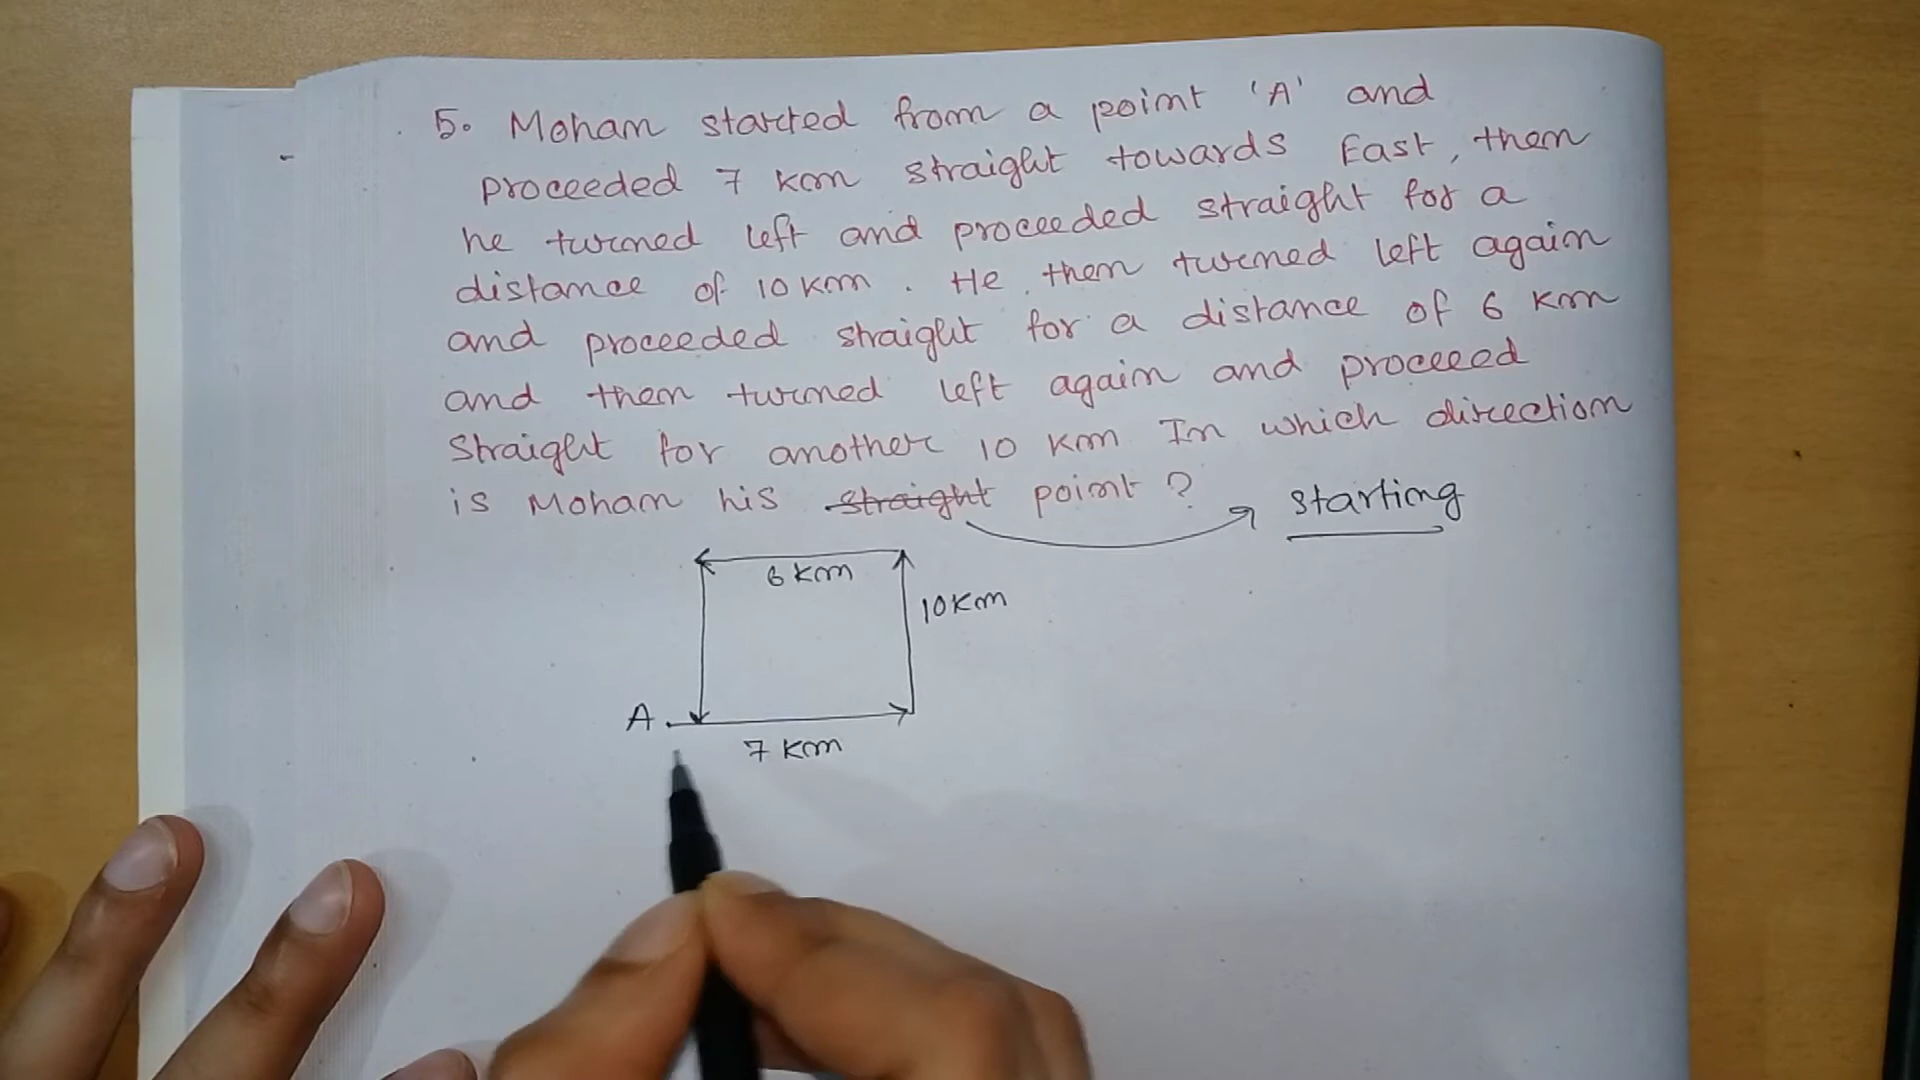 5. Mohan started from a point 'A' and
proceeded 7 km straight towards East, then
he turned left and proceeded straight for a
distance of 10 km. He then turned left again
and proceeded straight for a distance of 6 km
and then turned left again and proceed
straight for another 10 km In which direction
is Mohan his straight point ? starting
6 km
10 km
A
7 km